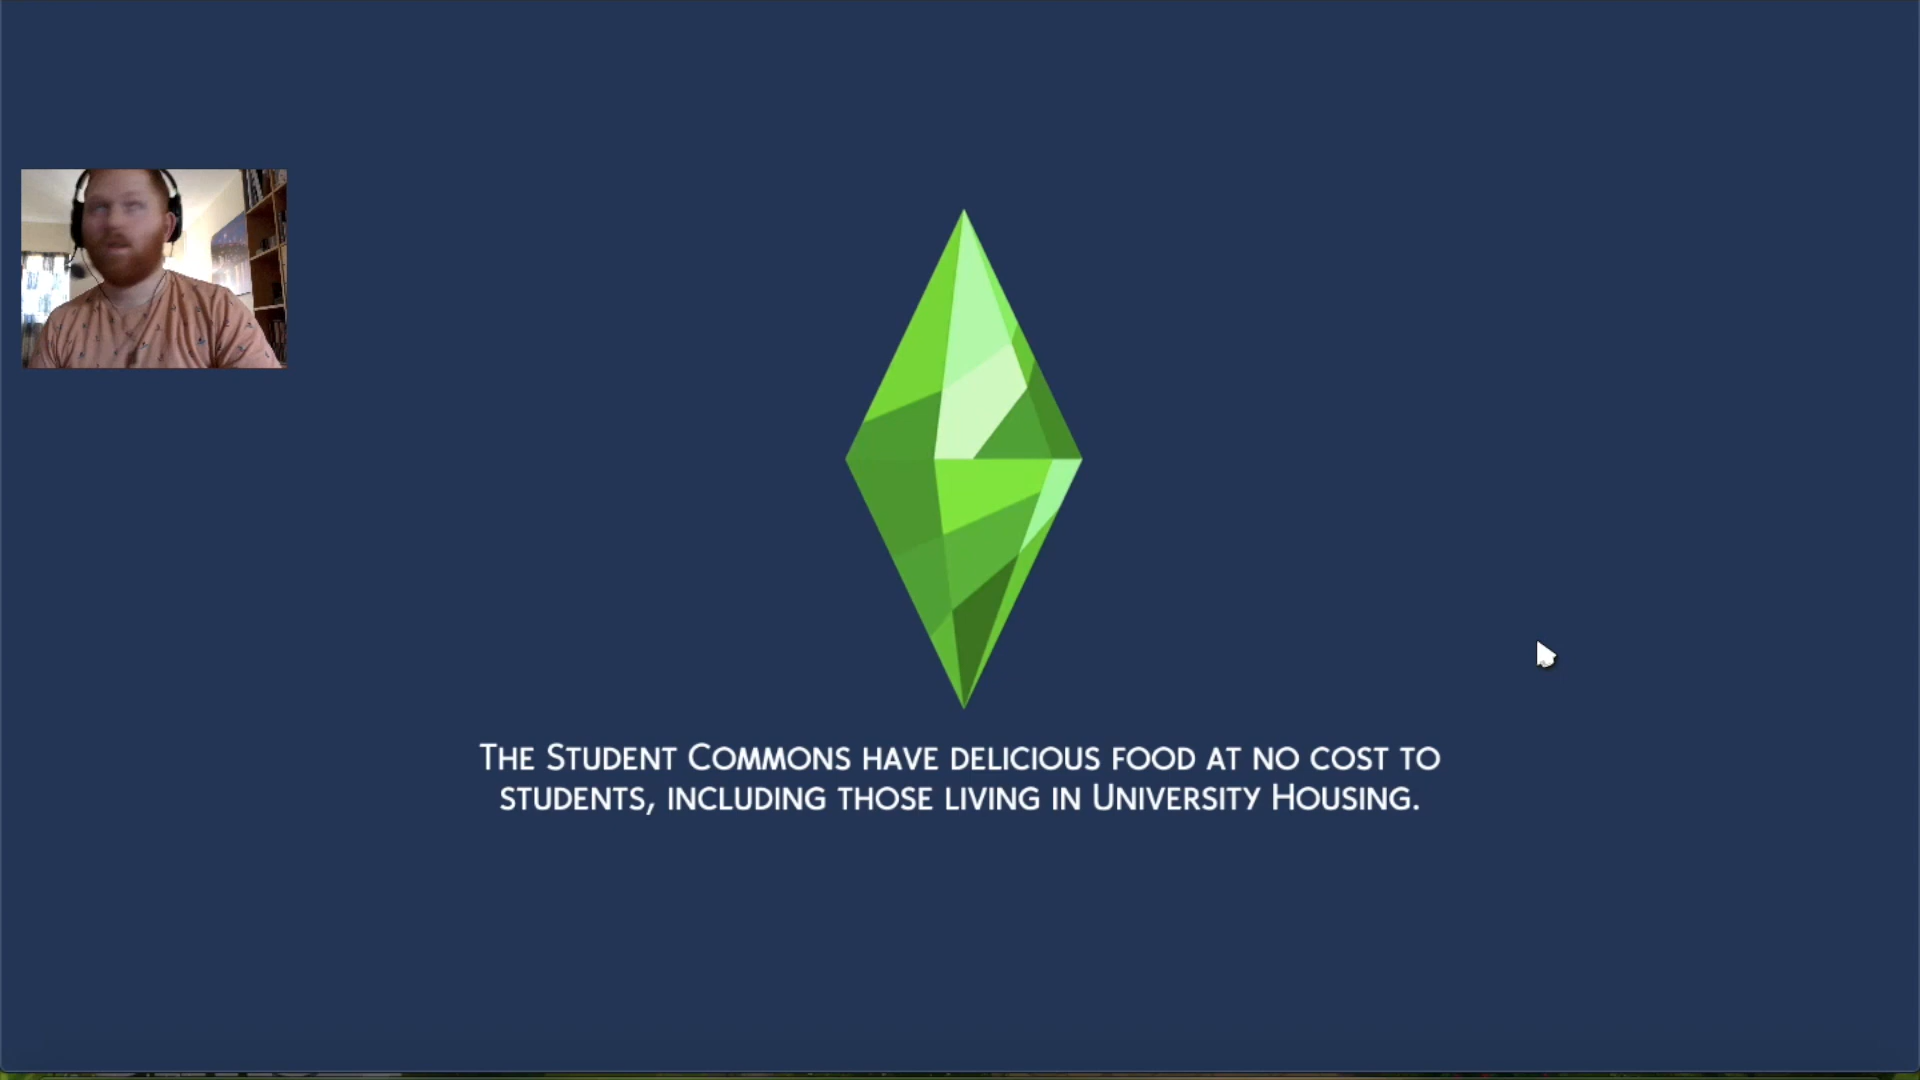 The Student Commons have delicious food at no cost to
students, including those living in University Housing.